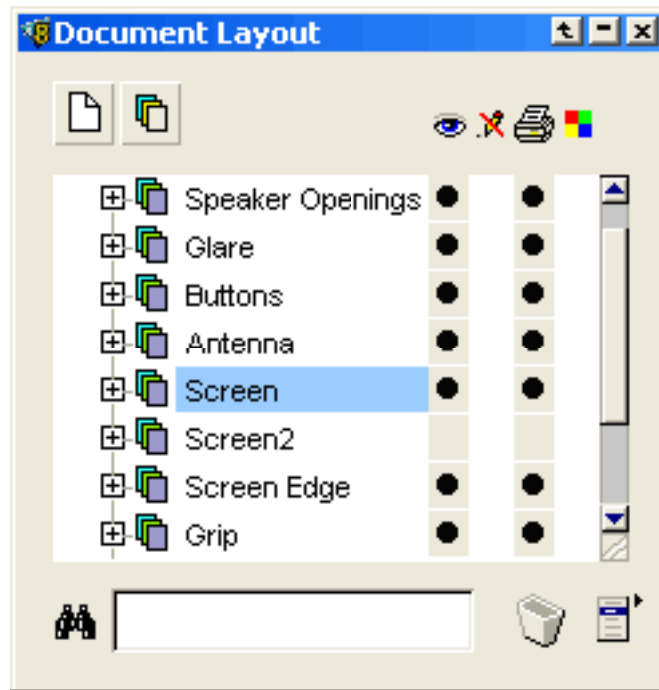 Document Layout
Speaker Openings
Glare
Buttons
Antenna
Screen
Screen2
Screen Edge
Grip